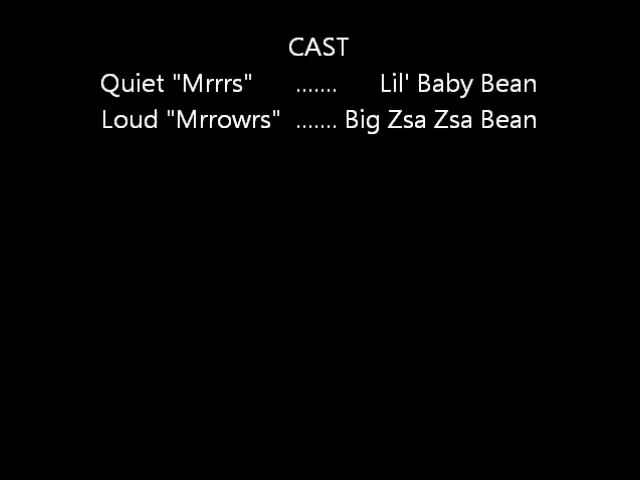 CAST
Quiet "Mrrrs" ....... Lil' Baby Bean
Loud "Mrrowrs" ....... Big Zsa Zsa Bean